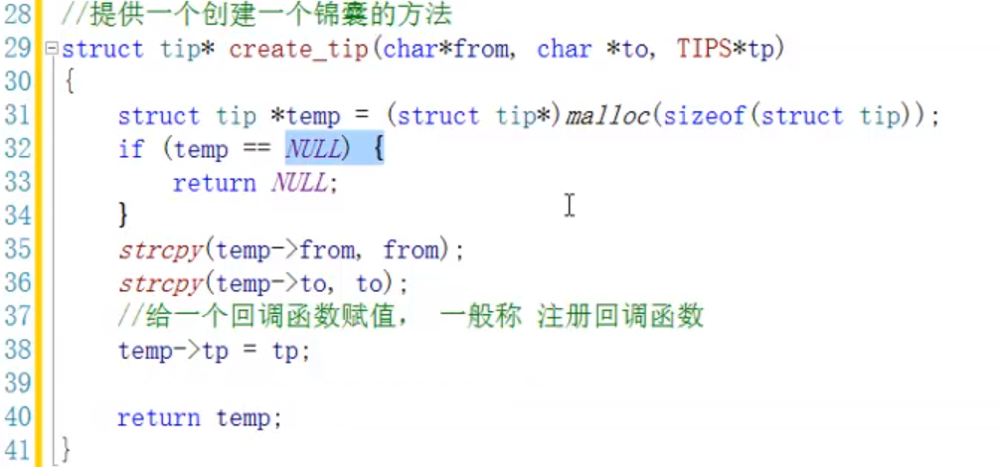 28 //提供一个创建一个锦囊的方法
29 struct tip* create_tip(char*from, char *to, TIPS*tp)
30 {
31 struct tip *temp = (struct tip*)malloc(sizeof(struct tip));
32 if (temp == NULL) {
33 return NULL;
34 }
35 strcpy(temp->from, from);
36 strcpy(temp->to, to);
37 //给一个回调函数赋值， 一般称 注册回调函数
38 temp->tp = tp;
39
40 return temp;
41 }